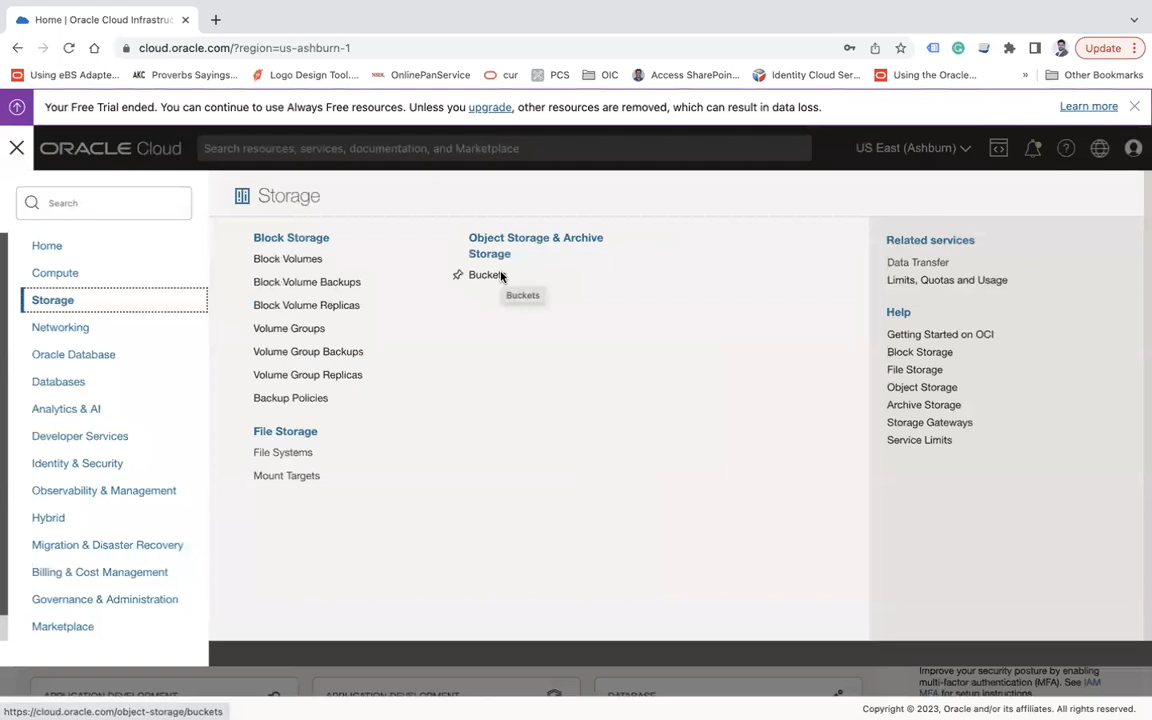 Home | Oracle Cloud Infrastruc
cloud.oracle.com/?region=us-ashburn-1
Update
Using eBS Adapte...
AKC Proverbs Sayings...
Logo Design Tool....
OnlinePanService
cur
PCS
OIC
Access SharePoin...
Identity Cloud Ser...
Using the Oracle...
»
Other Bookmarks
Your Free Trial ended. You can continue to use Always Free resources. Unless you upgrade, other resources are removed, which can result in data loss.
Learn more
ORACLE Cloud
Search resources, services, documentation, and Marketplace
US East (Ashburn)
Search
Home
Compute
Storage
Networking
Oracle Database
Databases
Analytics & AI
Developer Services
Identity & Security
Observability & Management
Hybrid
Migration & Disaster Recovery
Billing & Cost Management
Governance & Administration
Marketplace
Storage
Block Storage
Block Volumes
Block Volume Backups
Block Volume Replicas
Volume Groups
Volume Group Backups
Volume Group Replicas
Backup Policies
File Storage
File Systems
Mount Targets
Object Storage & Archive
Storage
Buckets
Buckets
Related services
Data Transfer
Limits, Quotas and Usage
Help
Getting Started on OCI
Block Storage
File Storage
Object Storage
Archive Storage
Storage Gateways
Service Limits
Improve your security posture by enabling
multi-factor authentication (MFA). See IAM
MFA for setup instructions.
APPLICATION DEVELOPMENT
APPLICATION DEVELOPMENT
DATABASE
https://cloud.oracle.com/object-storage/buckets
Copyright © 2023, Oracle and/or its affiliates. All rights reserved.